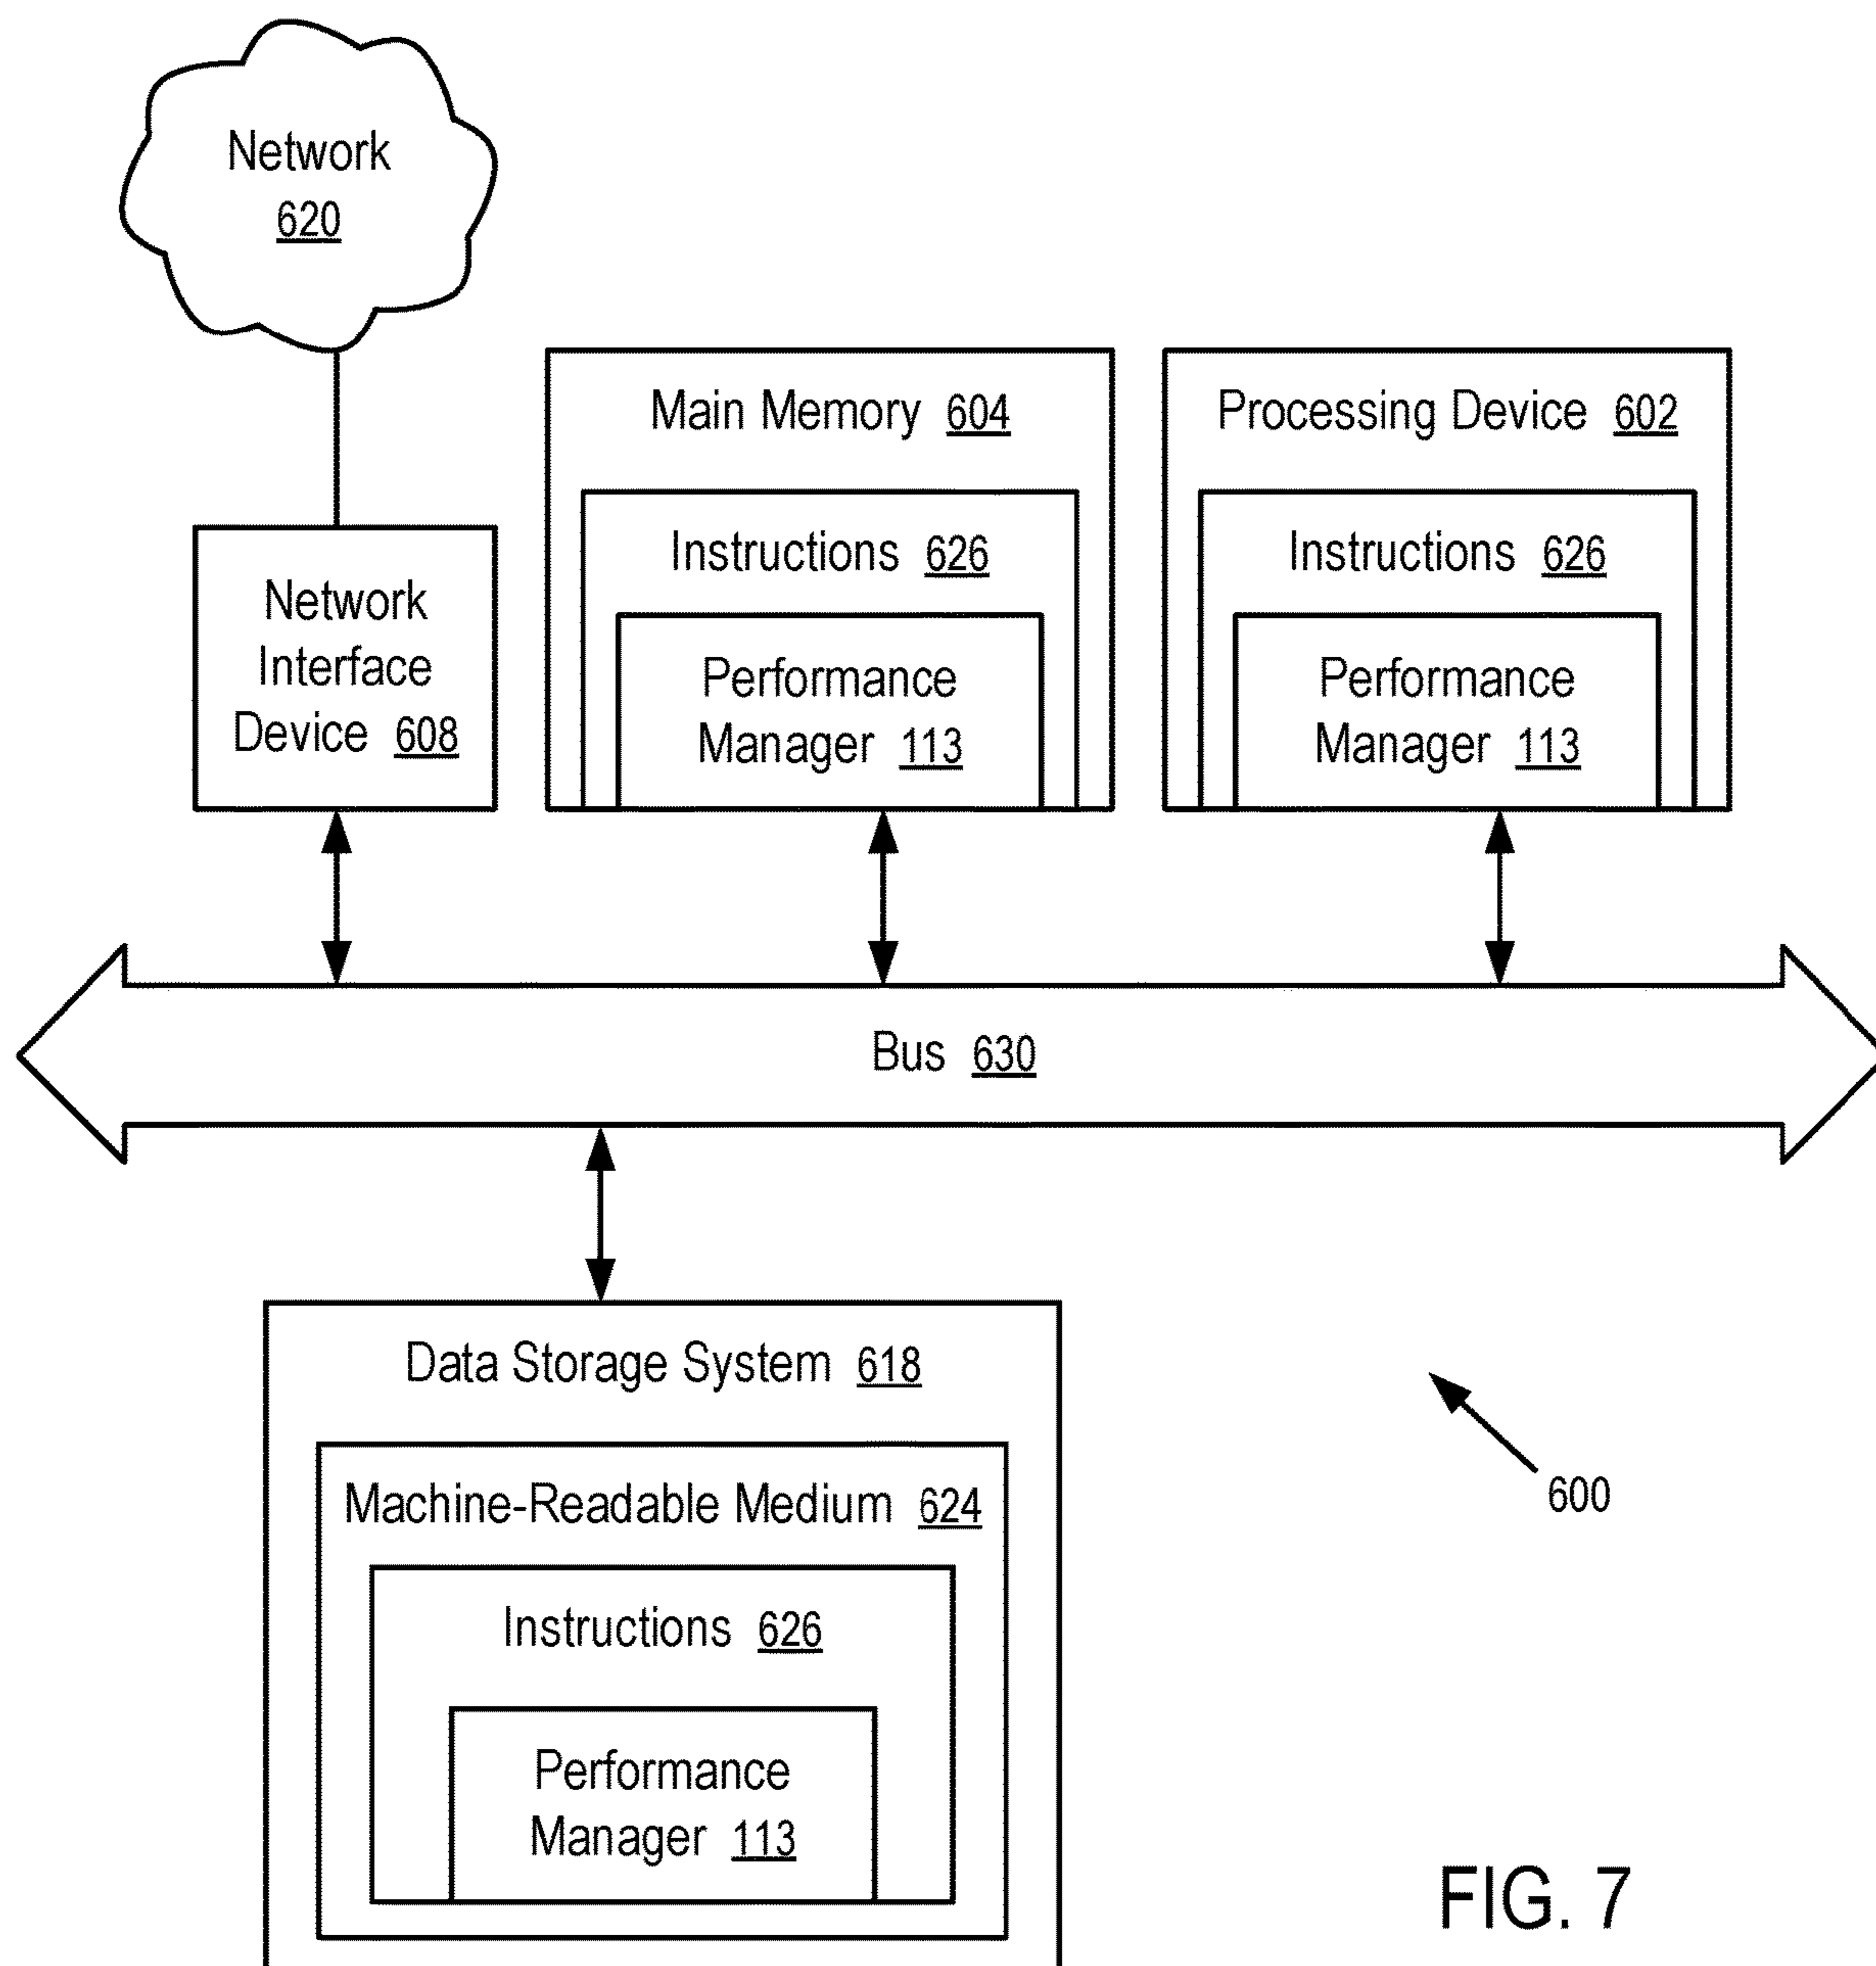 Network
620
Main Memory 604
Instructions 626
Performance
Manager 113
Processing Device 602
Instructions 626
Performance
Manager 113
Network
Interface
Device 608
Bus 630
Data Storage System 618
Machine-Readable Medium 624
Instructions 626
Performance
Manager 113
600
FIG. 7